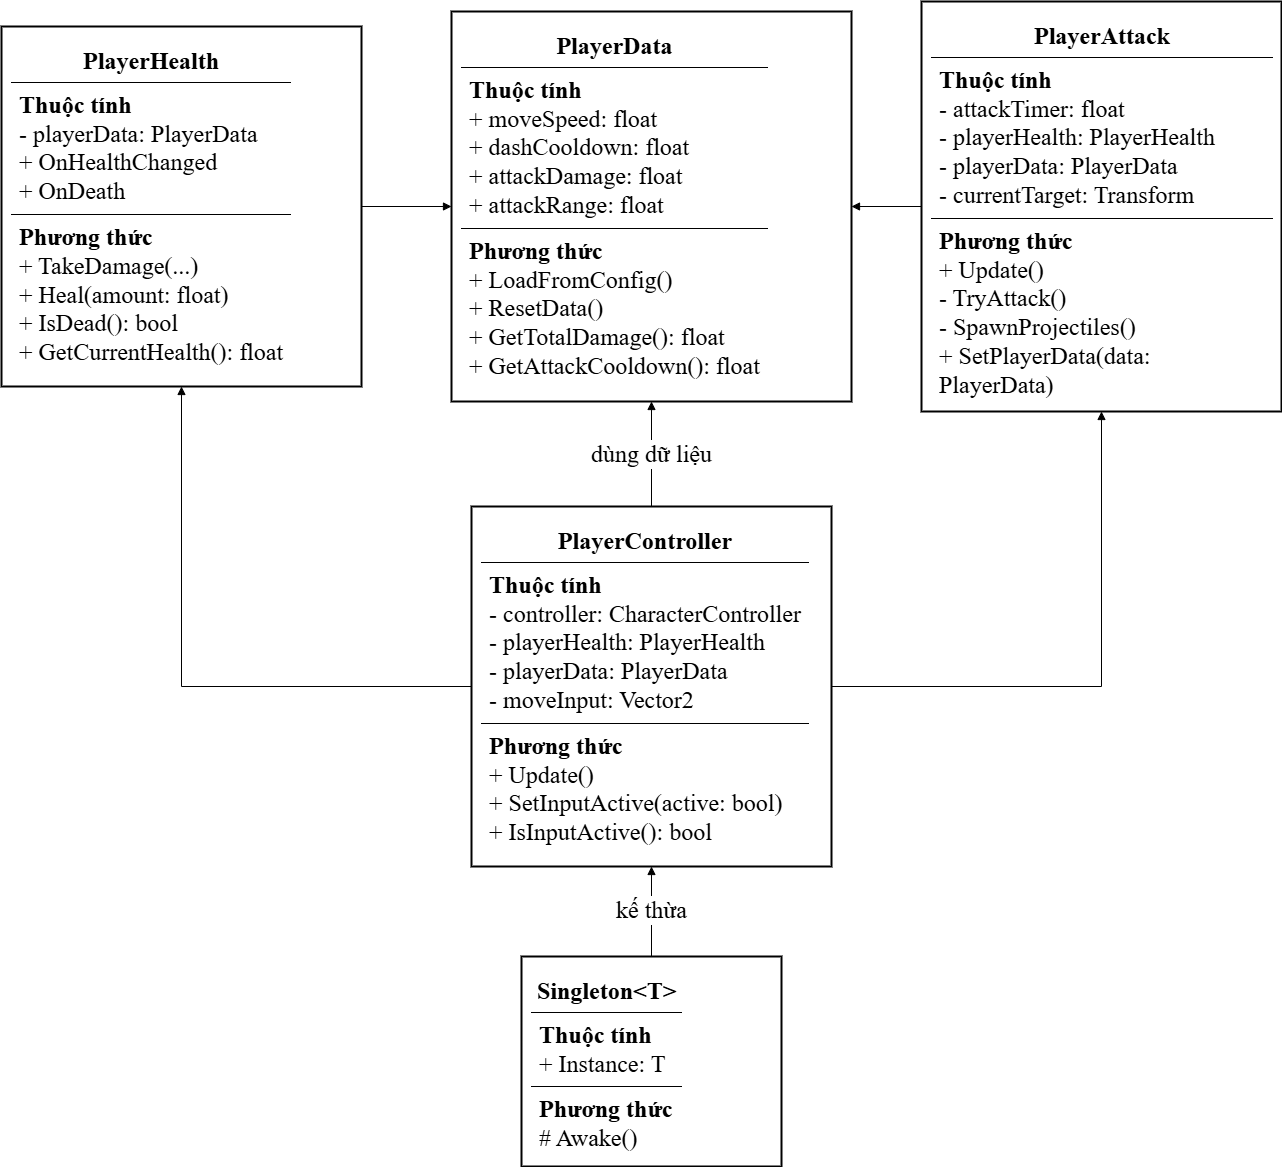 PlayerHealth
Thuộc tính
- playerData: PlayerData
+ OnHealthChanged
+ OnDeath
Phương thức
+ TakeDamage(...)
+ Heal(amount: float)
+ IsDead(): bool
+ GetCurrentHealth(): float
PlayerData
Thuộc tính
+ moveSpeed: float
+ dashCooldown: float
+ attackDamage: float
+ attackRange: float
Phương thức
+ LoadFromConfig()
+ ResetData()
+ GetTotalDamage(): float
+ GetAttackCooldown(): float
PlayerAttack
Thuộc tính
- attackTimer: float
- playerHealth: PlayerHealth
- playerData: PlayerData
- currentTarget: Transform
Phương thức
+ Update()
- TryAttack()
- SpawnProjectiles()
+ SetPlayerData(data:
PlayerData)
dùng dữ liệu
PlayerController
Thuộc tính
- controller: CharacterController
- playerHealth: PlayerHealth
- playerData: PlayerData
- moveInput: Vector2
Phương thức
+ Update()
+ SetInputActive(active: bool)
+ IsInputActive(): bool
kế thừa
Singleton<T>
Thuộc tính
+ Instance: T
Phương thức
# Awake()